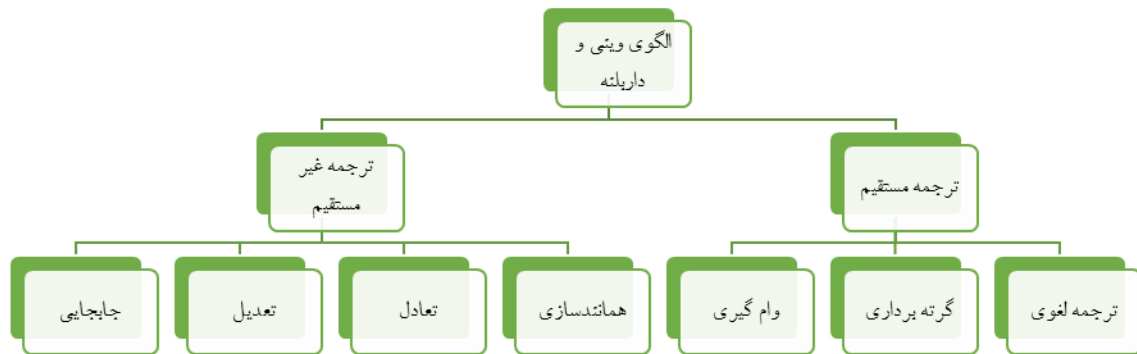 الگوی وینی و
داربلنه
ترجمه مستقیم
ترجمه غیر
مستقیم
ترجمه لغوی
گرته برداری
وام گیری
همانندسازی
تعادل
تعدیل
جابجایی